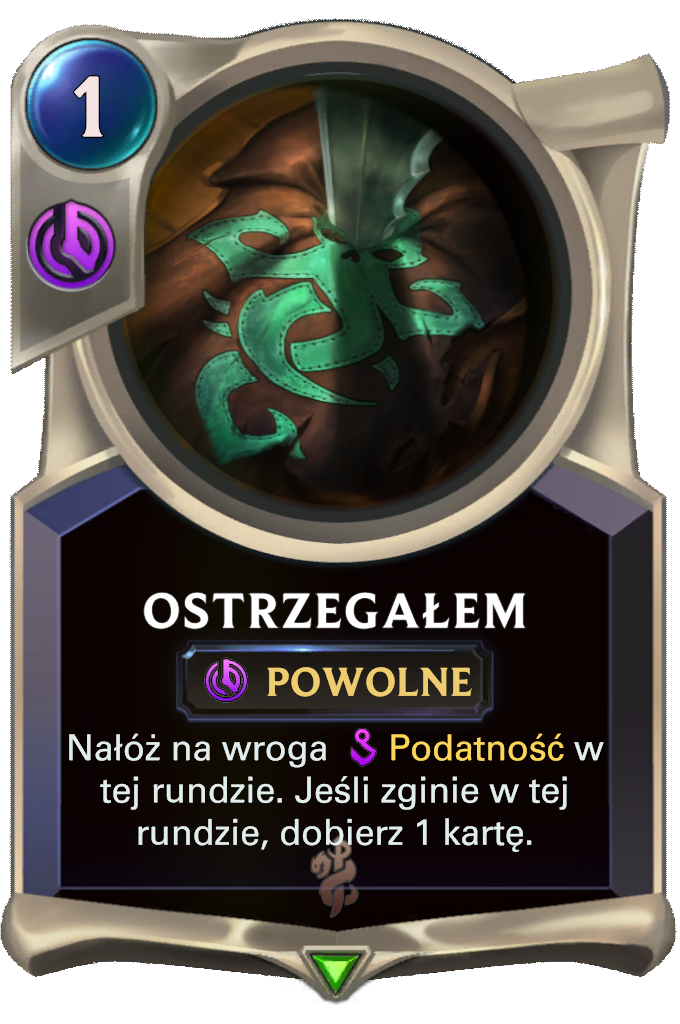 1
OSTRZEGAŁEM
POWOLNE
Nałóż na wroga Podatność w
tej rundzie. Jeśli zginie w tej
rundzie, dobierz 1 kartę.